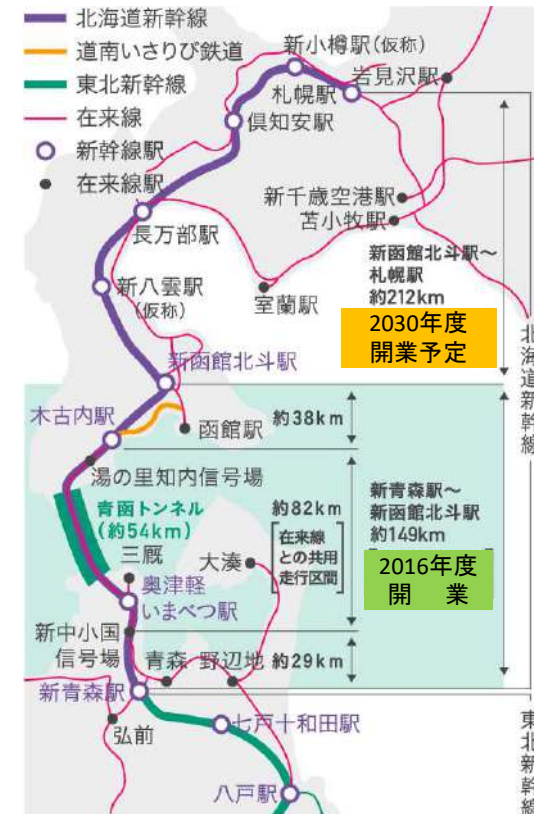 北海道新幹線
道南いさりび鉄道
東北新幹線
在来線
新幹線駅
在来線駅
新小樽駅(仮称)
岩見沢駅
札幌駅
倶知安駅
新千歳空港駅
苫小牧駅
長万部駅
新八雲駅
(仮称)
室蘭駅
新函館北斗駅〜
札幌駅
約212km
2030年度
開業予定
北海道新幹線
新函館北斗駅
木古内駅
函館駅
約38km
湯の里知内信号場
青函トンネル
(約54km)
約82km
在来線
との共用
走行区間
新青森駅〜
新函館北斗駅
約149km
2016年度
開 業
三厩
大湊
奥津軽
いまべつ駅
新中小国
信号場
青森
野辺地
約29km
新青森駅
弘前
七戸十和田駅
八戸駅
東北新幹線